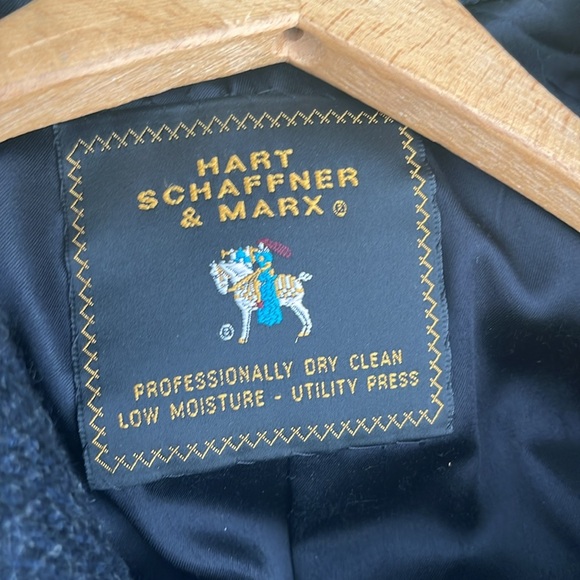 HART
SCHAFFNER
& MARX ®
®
PROFESSIONALLY DRY CLEAN
LOW MOISTURE - UTILITY PRESS